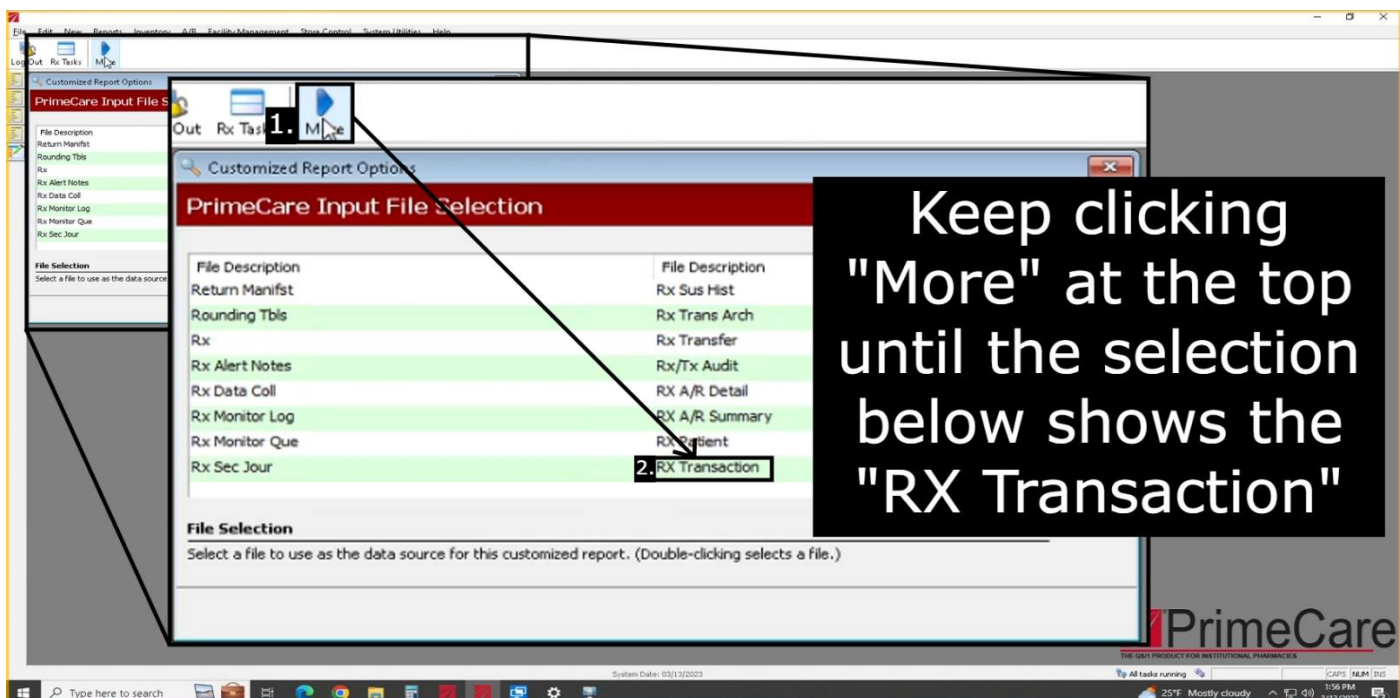 File Edit New Reports Inventory A/R Facility Management Store Control System Utilities Help
Log Out Rx Tasks
Customized Report Options
PrimeCare Input File S
File Description
Return Manifst
Rounding Tbls
Rx
Rx Alert Notes
Rx Data Coll
Rx Monitor Log
Rx Monitor Que
Rx Sec Jour
File Selection
Select a file to use as the data source
Out Rx Tas 1.
Customized Report Options
PrimeCare Input File Selection
File Description File Description
Return Manifst Rx Sus Hist
Rounding Tbls Rx Trans Arch
Rx Rx Transfer
Rx Alert Notes Rx/Tx Audit
Rx Data Coll RX A/R Detail
Rx Monitor Log RX A/R Summary
Rx Monitor Que RX Patient
Rx Sec Jour 2. RX Transaction
File Selection
Select a file to use as the data source for this customized report. (Double-clicking selects a file.)
Keep clicking
"More" at the top
until the selection
below shows the
"RX Transaction"
PrimeCare
THE QS/1 PRODUCT FOR INSTITUTIONAL PHARMACIES
System Date: 03/13/2023 All tasks running CAPS NUM INS
Type here to search 25°F Mostly cloudy 1:56 PM